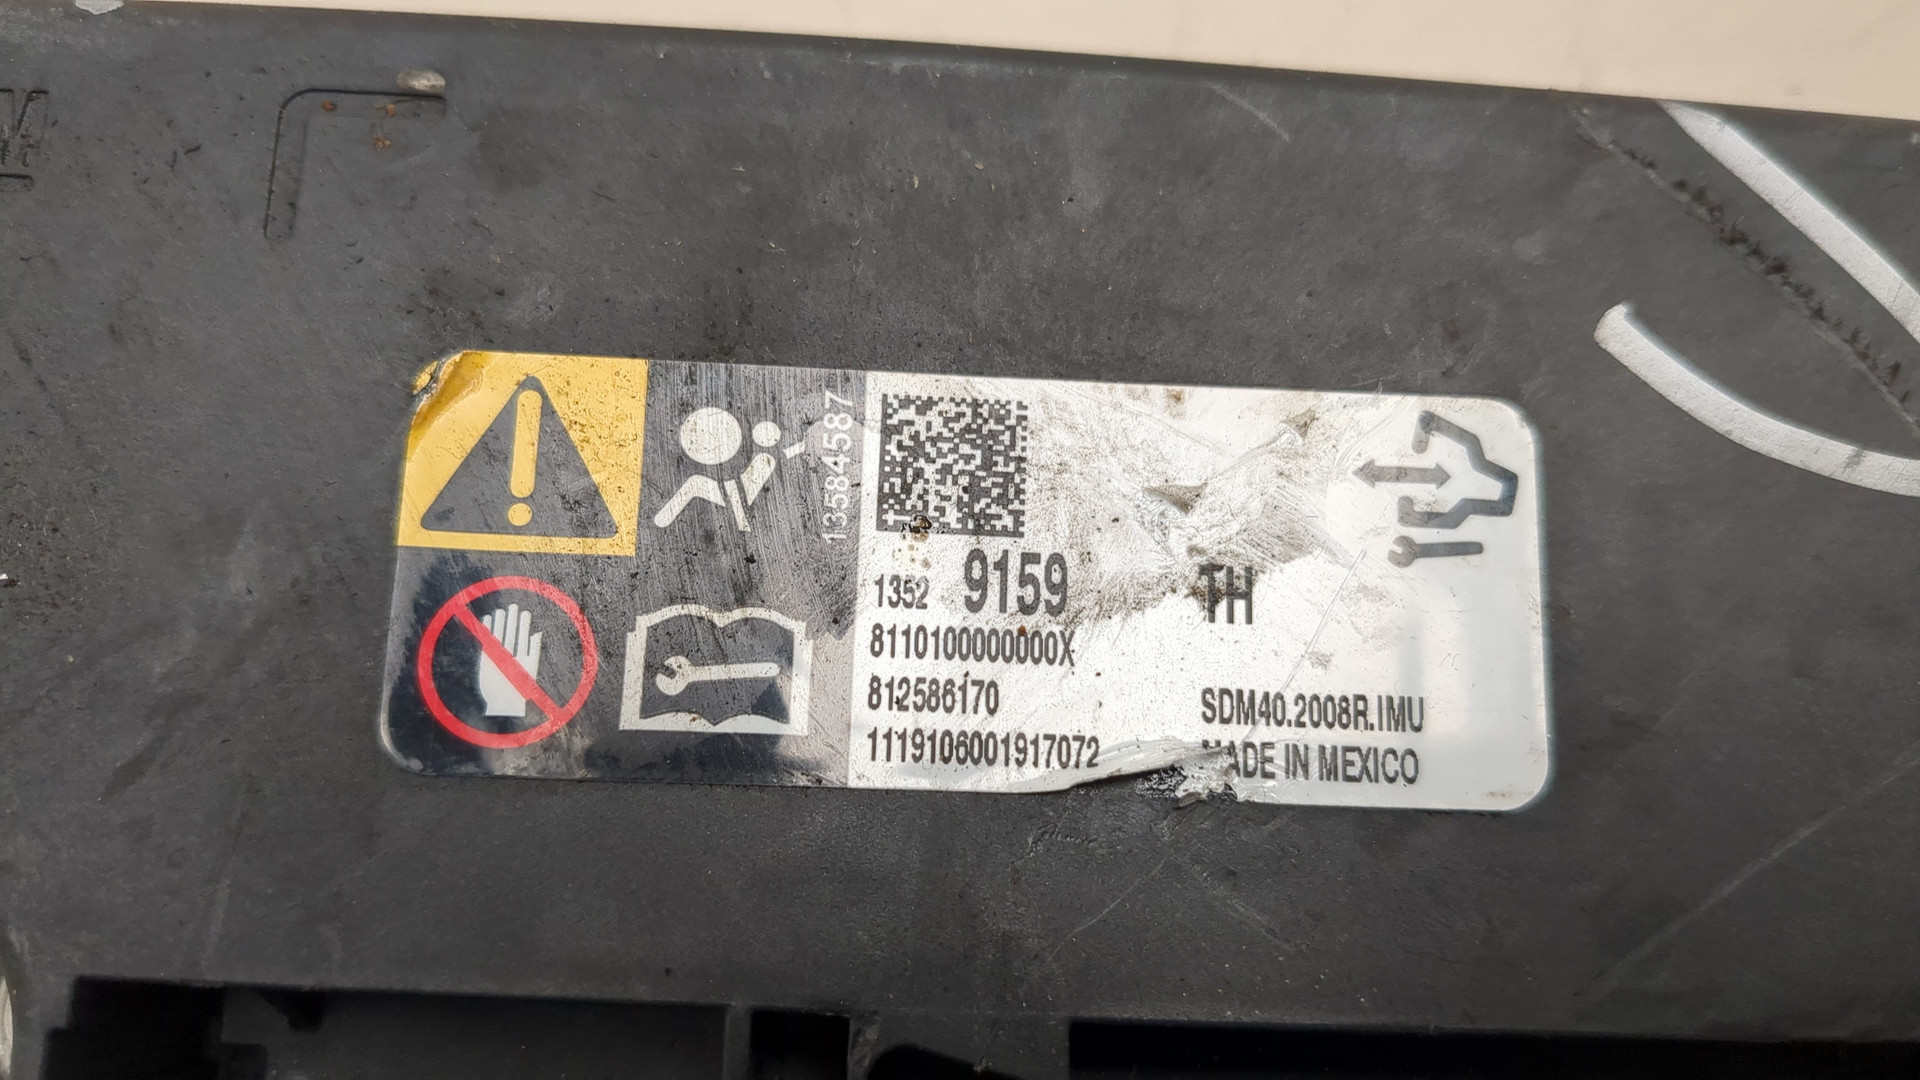 13584587
1352 9159 TH
8110100000000X
812586170 SDM40.2008R.IMU
1119106001917072 MADE IN MEXICO